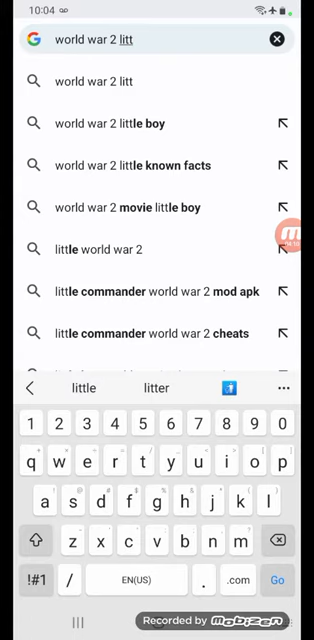 10:04
world war 2 litt
world war 2 litt
world war 2 little boy
world war 2 little known facts
world war 2 movie little boy
little world war 2
little commander world war 2 mod apk
little commander world war 2 cheats
little litter
1 2 3 4 5 6 7 8 9 0
q w e r t y u i o p
a s d f g h j k l
z x c v b n m
!#1 / EN(US) . .com Go
Recorded by mobizen